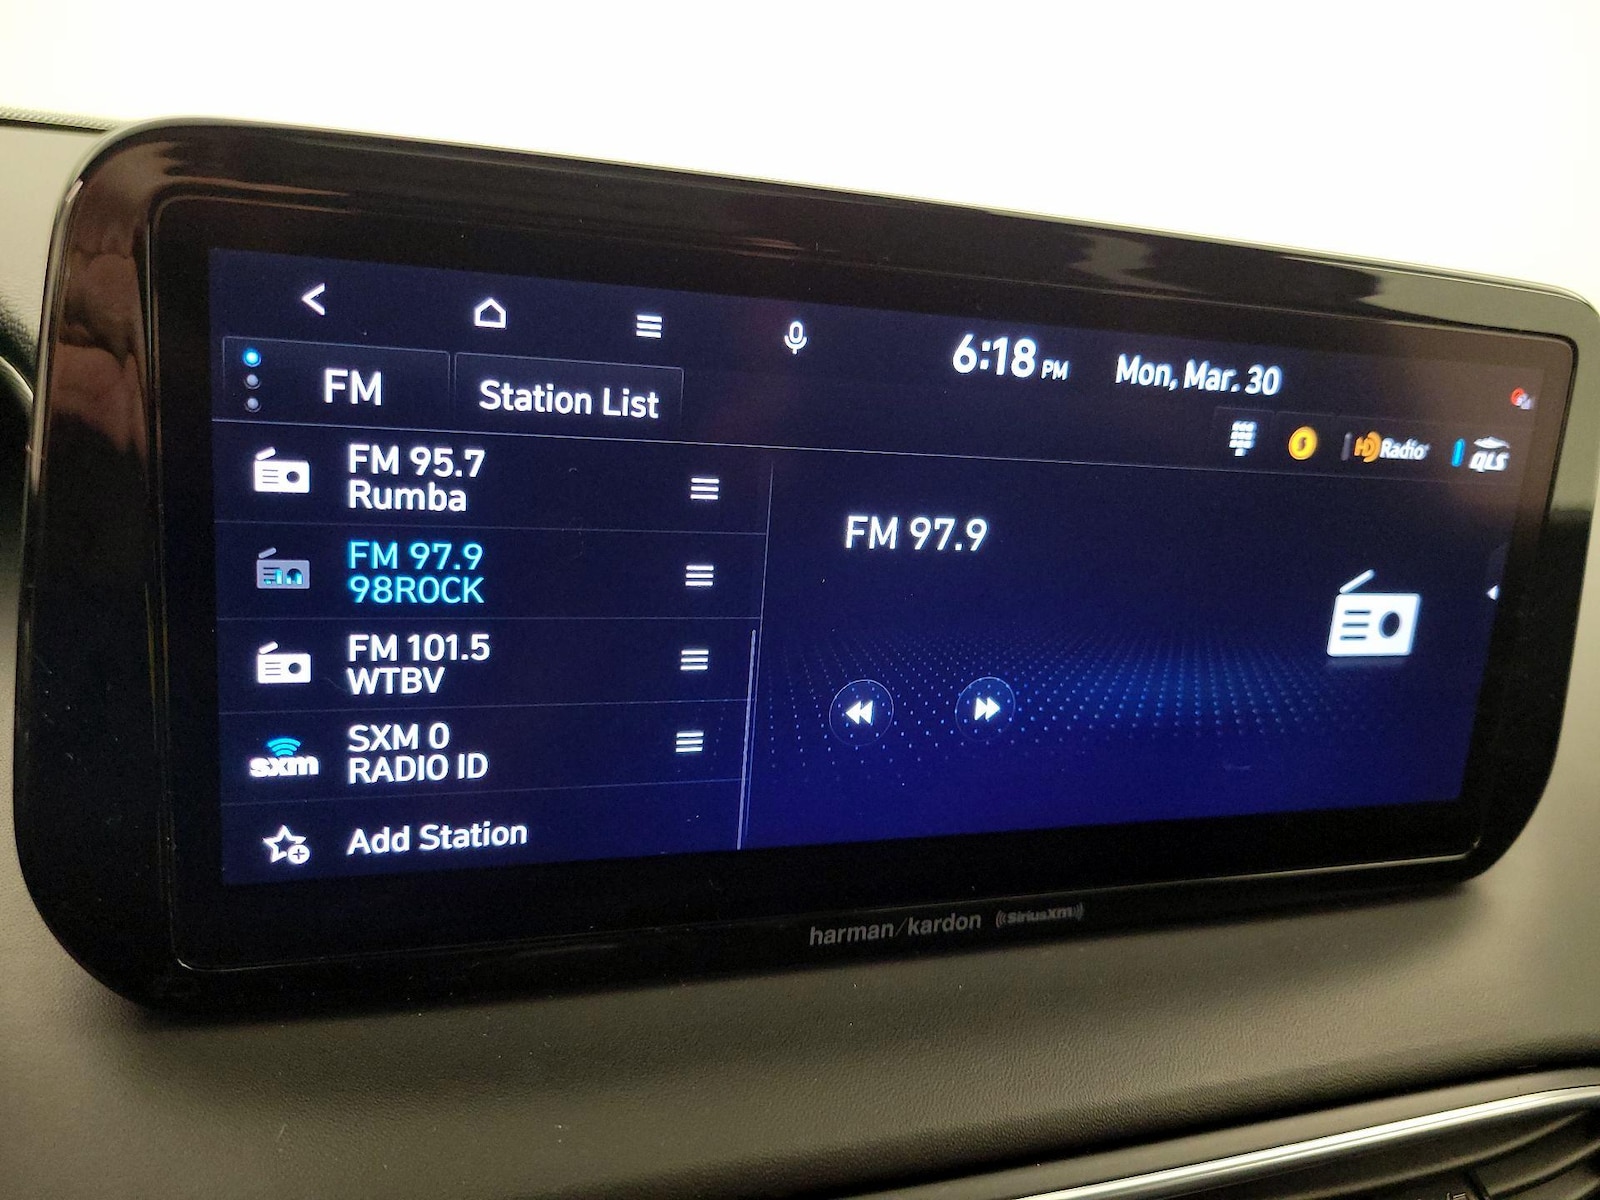 6:18 PM
Mon, Mar. 30
FM
Station List
HD Radio
QLS
FM 95.7
Rumba
FM 97.9
98ROCK
FM 101.5
WTBV
sxm
SXM 0
RADIO ID
Add Station
FM 97.9
harman/kardon
SiriusXM